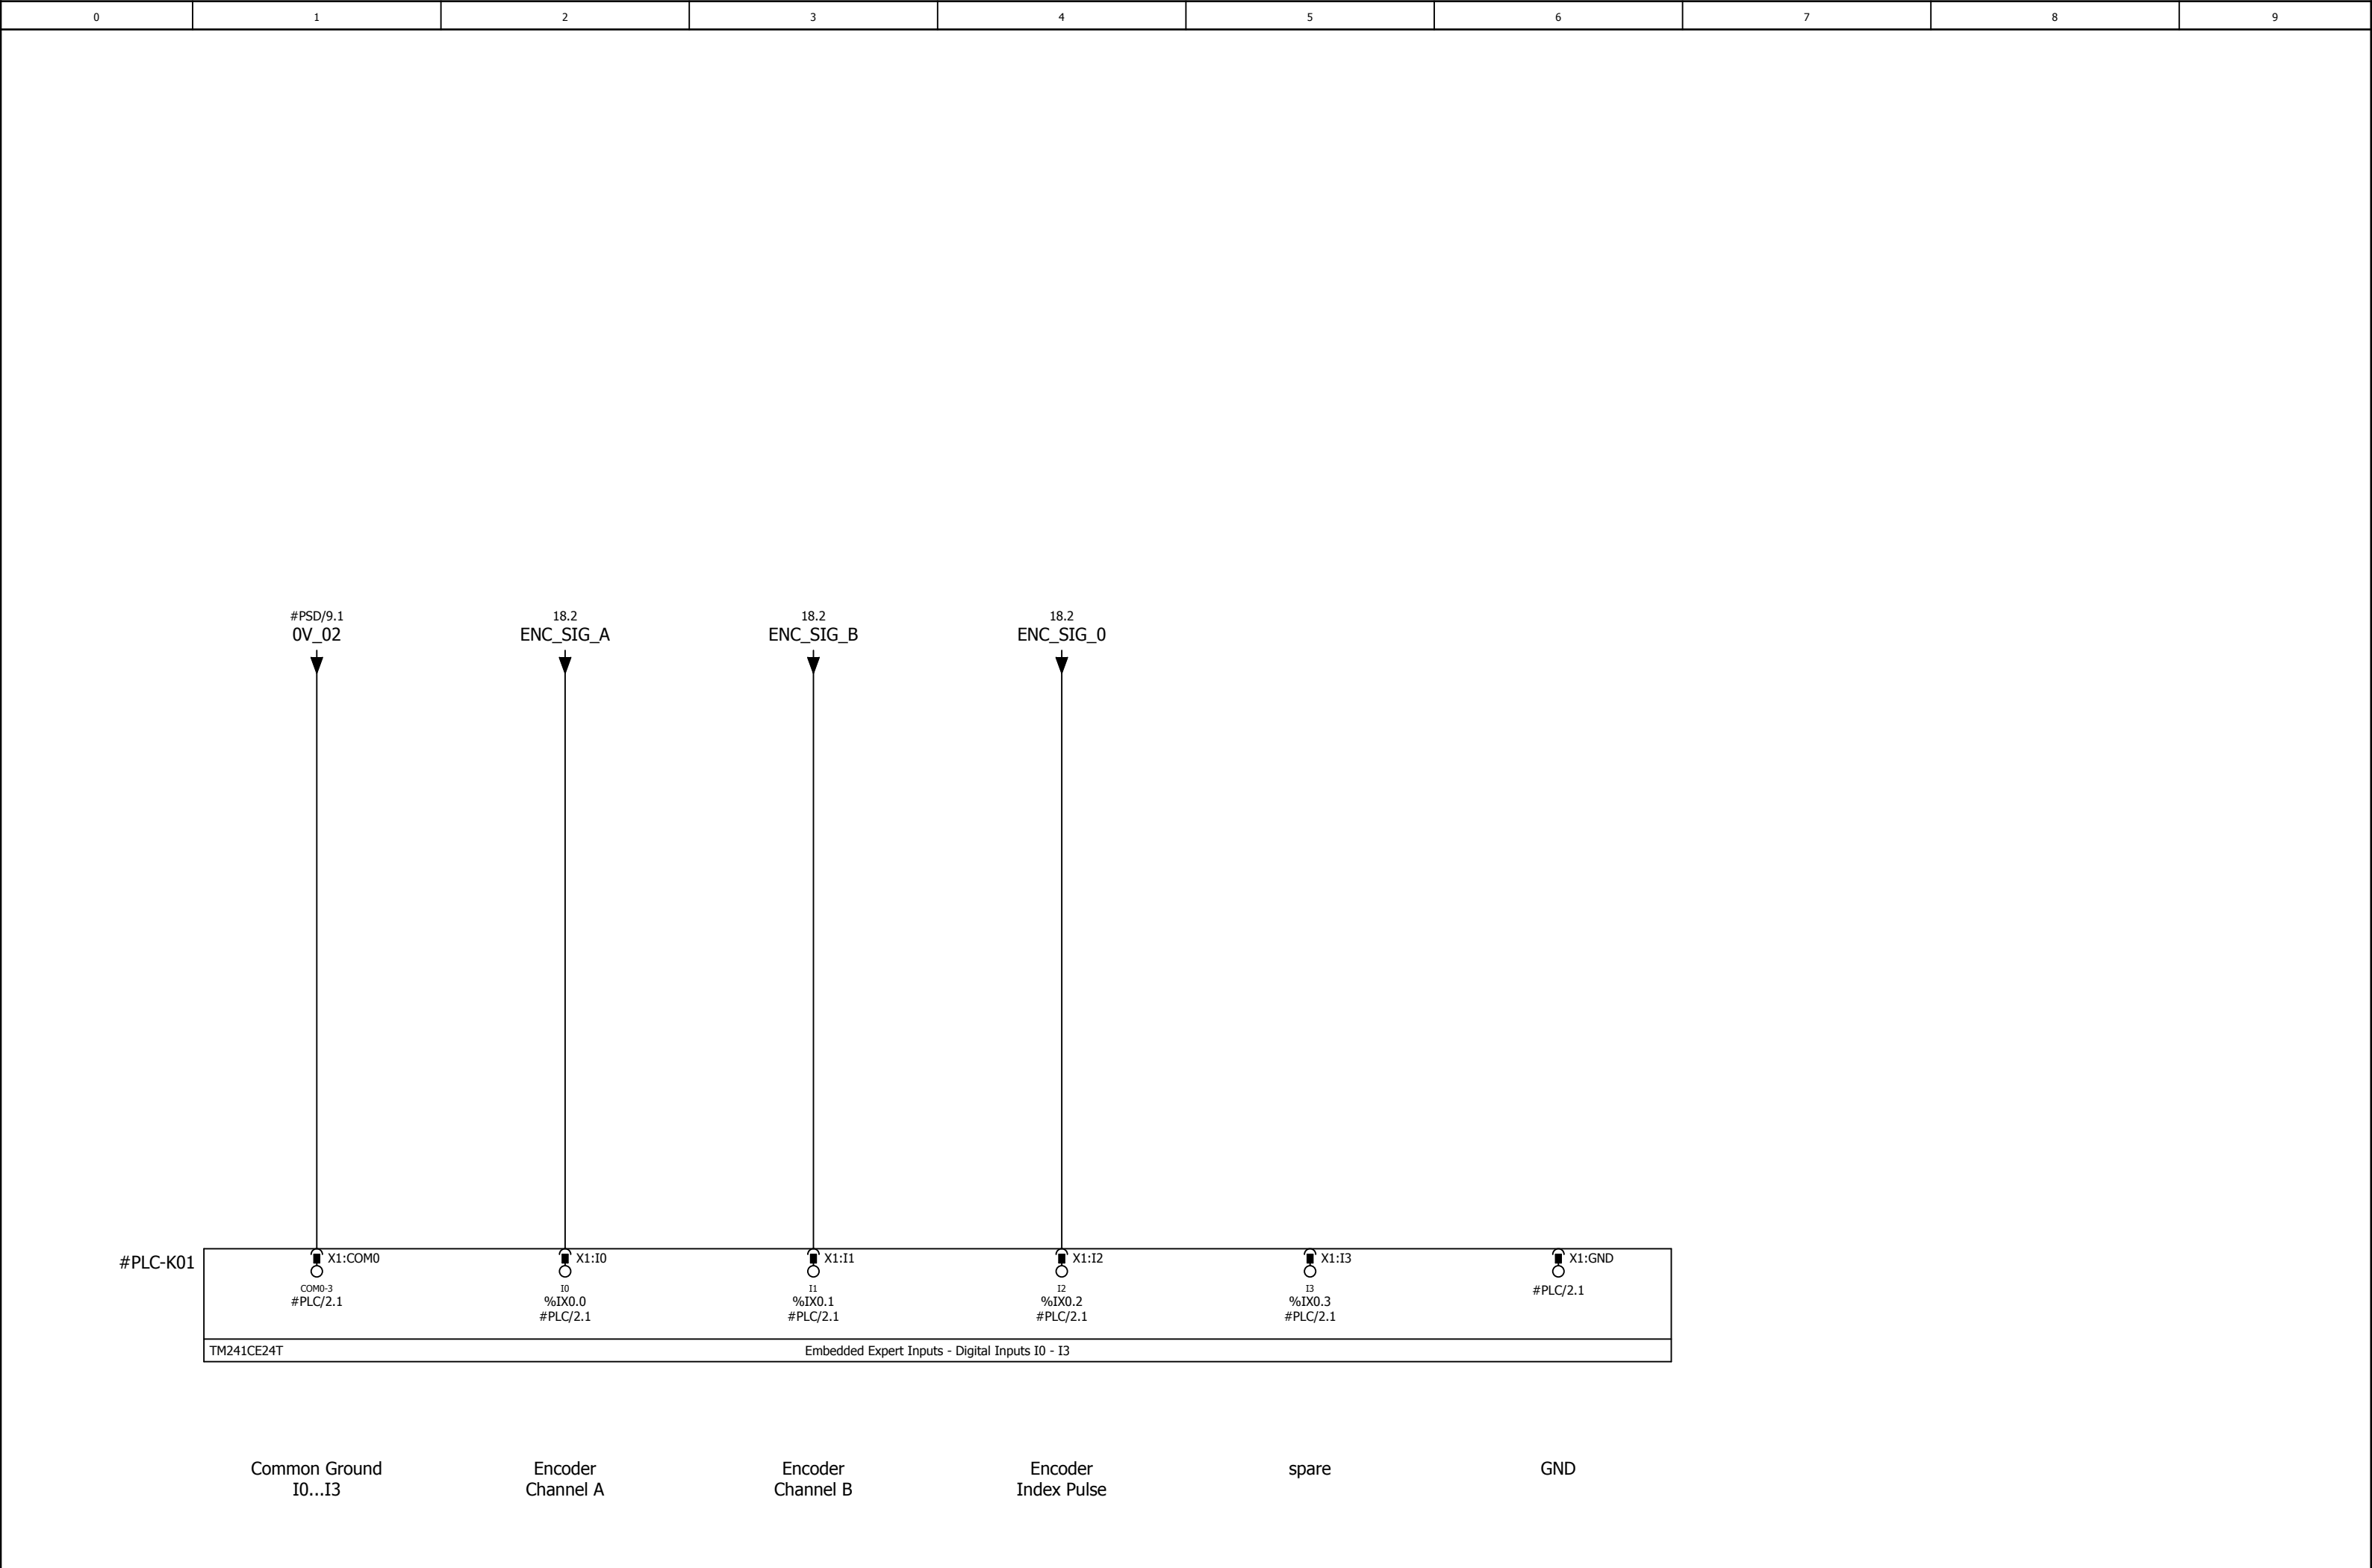 0 1 2 3 4 5 6 7 8 9
#PSD/9.1 18.2 18.2 18.2
0V_02 ENC_SIG_A ENC_SIG_B ENC_SIG_0
#PLC-K01 X1:COM0 X1:I0 X1:I1 X1:I2 X1:I3 X1:GND
COM0-3 I0 I1 I2 I3
#PLC/2.1 %IX0.0 %IX0.1 %IX0.2 %IX0.3 #PLC/2.1
#PLC/2.1 #PLC/2.1 #PLC/2.1 #PLC/2.1
TM241CE24T Embedded Expert Inputs - Digital Inputs I0 - I3
Common Ground Encoder Encoder Encoder spare GND
I0...I3 Channel A Channel B Index Pulse